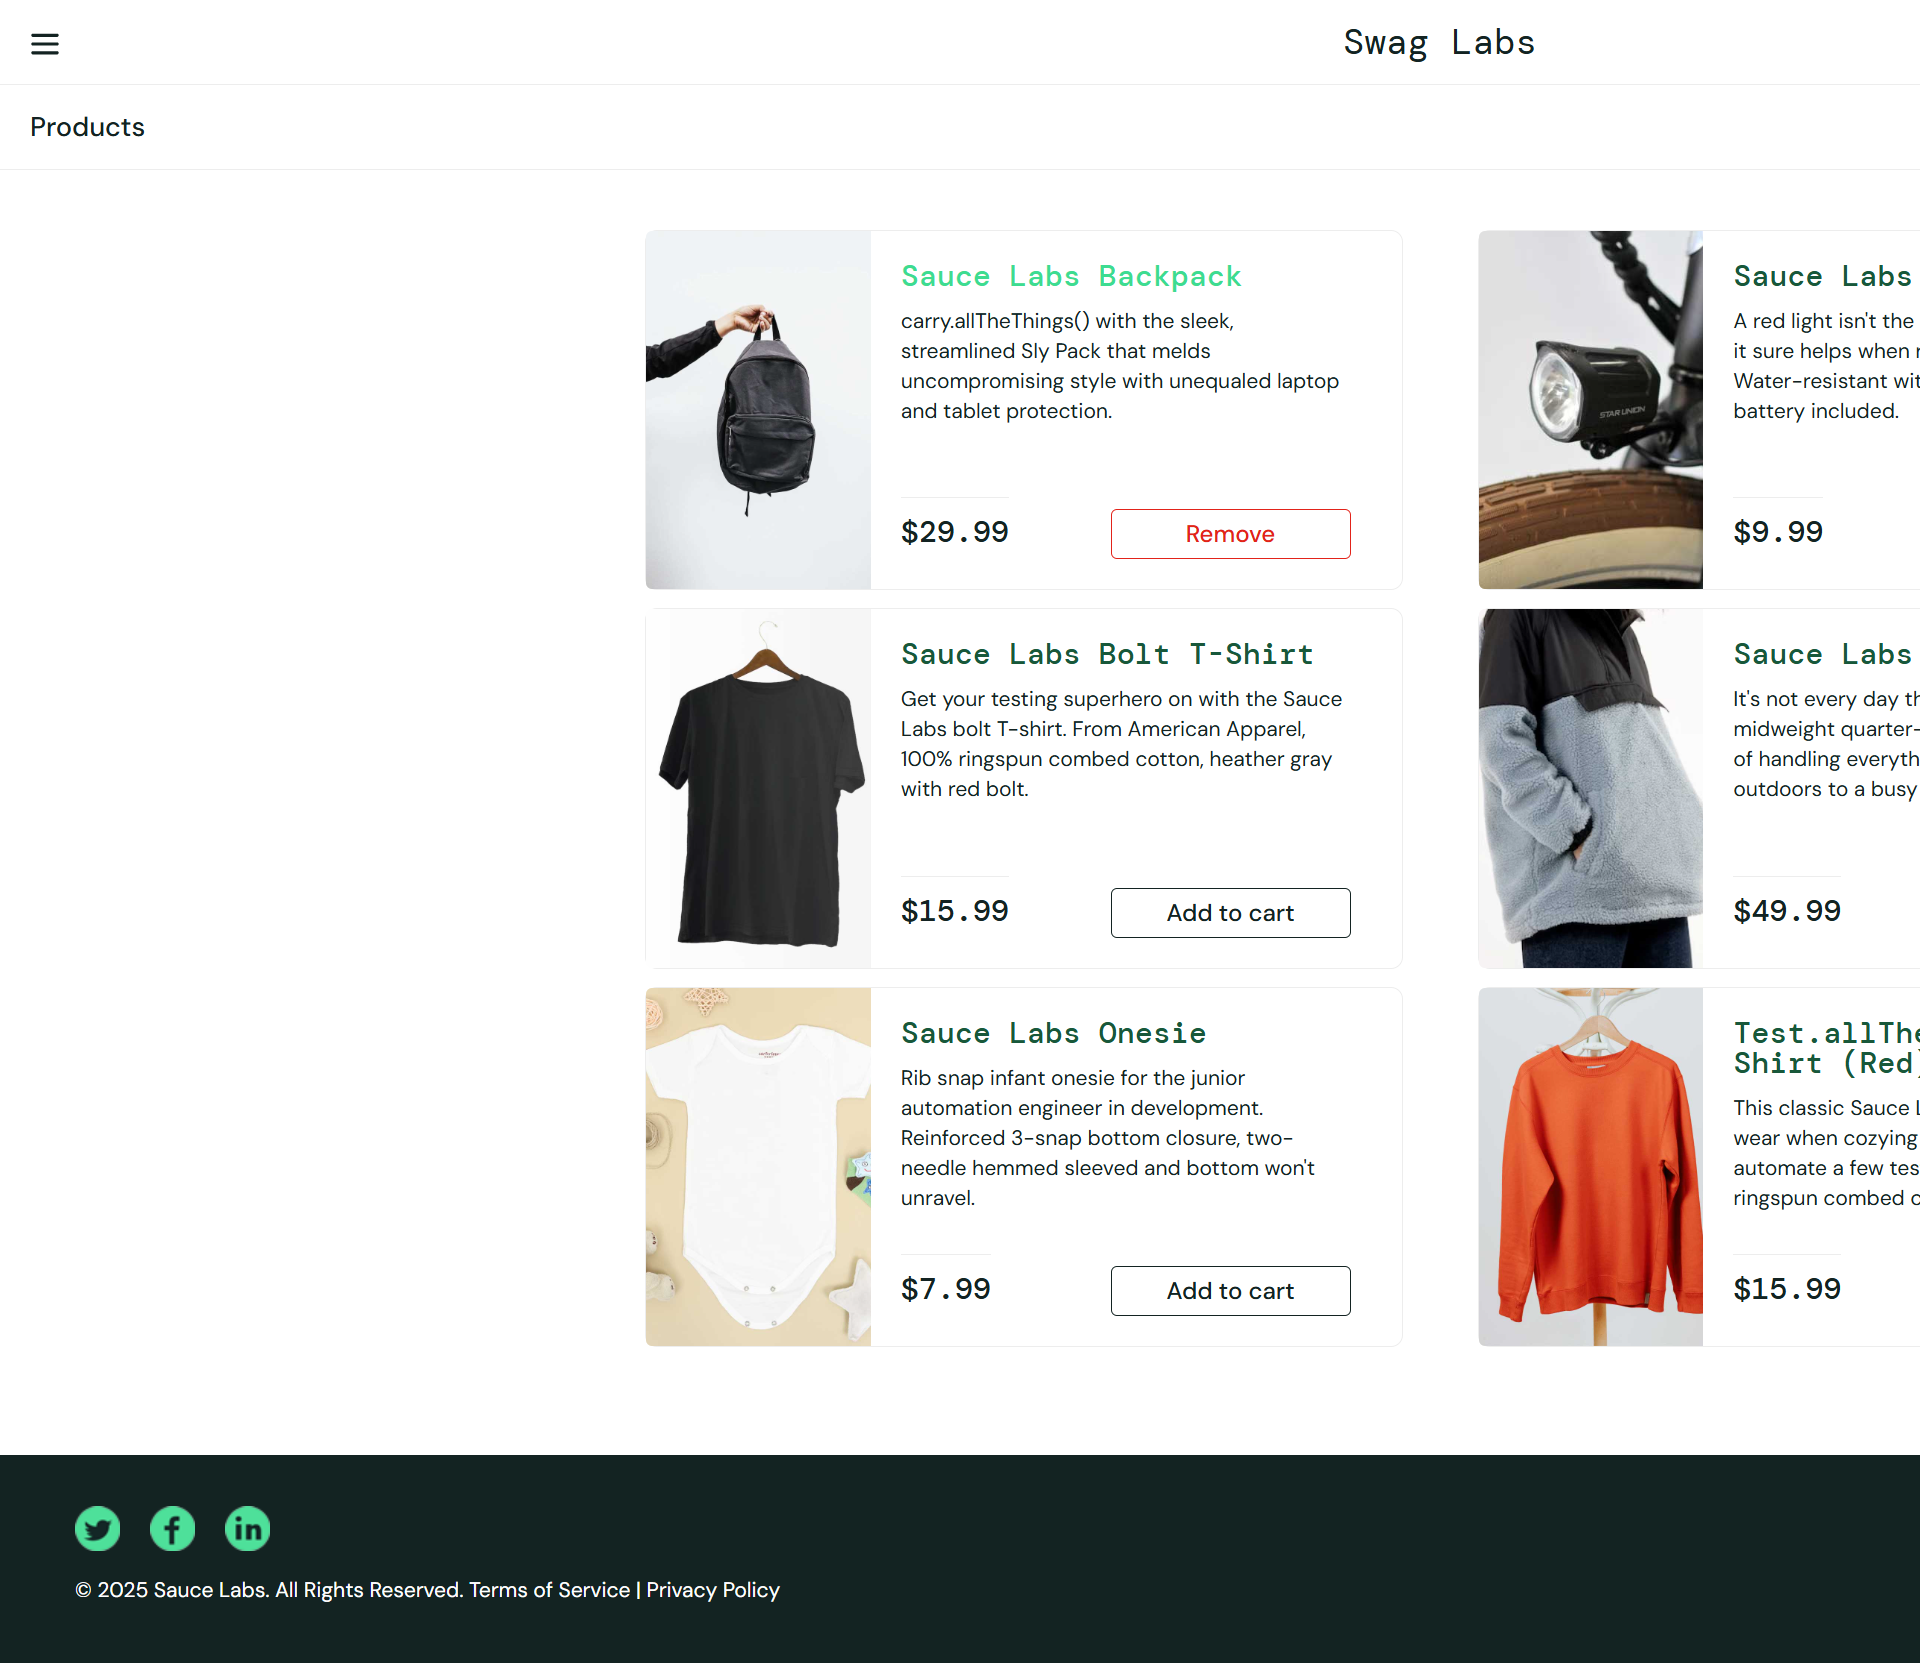 Swag Labs
Products
Sauce Labs Backpack
carry.allTheThings() with the sleek,
streamlined Sly Pack that melds
uncompromising style with unequaled laptop
and tablet protection.
$29.99
Remove
Sauce Labs
A red light isn't the
it sure helps when
Water-resistant wit
battery included.
STAR UNION
$9.99
Sauce Labs Bolt T-Shirt
Get your testing superhero on with the Sauce
Labs bolt T-shirt. From American Apparel,
100% ringspun combed cotton, heather gray
with red bolt.
$15.99
Add to cart
Sauce Labs
It's not every day th
midweight quarter-
of handling everyth
outdoors to a busy
$49.99
Sauce Labs Onesie
Rib snap infant onesie for the junior
automation engineer in development.
Reinforced 3-snap bottom closure, two-
needle hemmed sleeved and bottom won't
unravel.
$7.99
Add to cart
Test.allThe
Shirt (Red)
This classic Sauce L
wear when cozying
automate a few tes
ringspun combed c
$15.99
© 2025 Sauce Labs. All Rights Reserved. Terms of Service | Privacy Policy